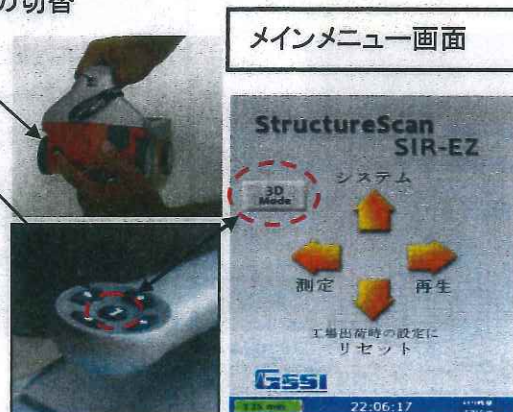 の切替
メインメニュー画面
StructureScan
SIR-EZ
3D
Mode
システム
測定
再生
工場出荷時の設定に
リセット
GSSI
22:06:17